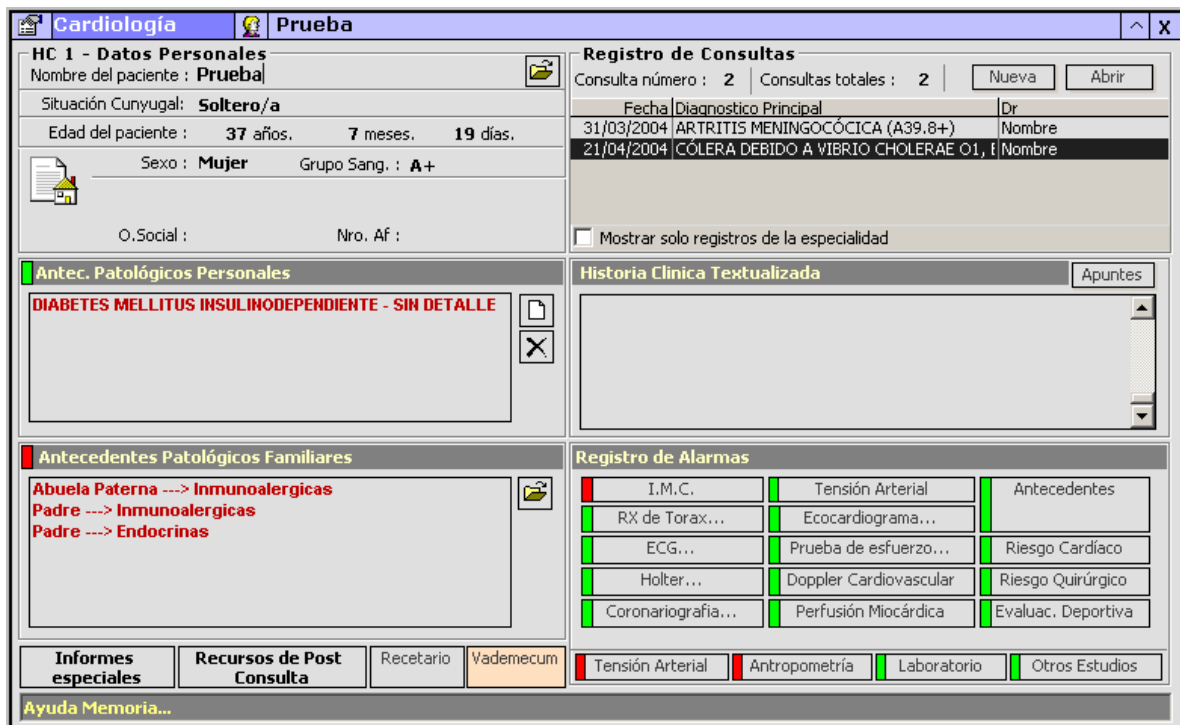 Cardiología Prueba
HC 1 - Datos Personales
Nombre del paciente : Prueba
Situación Cunyugal: Soltero/a
Edad del paciente : 37 años. 7 meses. 19 días.
Sexo : Mujer Grupo Sang. : A+
O.Social : Nro. Af :
Registro de Consultas
Consulta número : 2 Consultas totales : 2 Nueva Abrir
Fecha Diagnostico Principal Dr
31/03/2004 ARTRITIS MENINGOCÓCICA (A39.8+) Nombre
21/04/2004 CÓLERA DEBIDO A VIBRIO CHOLERAE O1, Nombre
Mostrar solo registros de la especialidad
Antec. Patológicos Personales
DIABETES MELLITUS INSULINODEPENDIENTE - SIN DETALLE
Historia Clinica Textualizada Apuntes
Antecedentes Patológicos Familiares
Abuela Paterna ---> Inmunoalergicas
Padre ---> Inmunoalergicas
Padre ---> Endocrinas
Registro de Alarmas
I.M.C. Tensión Arterial Antecedentes
RX de Torax... Ecocardiograma...
ECG... Prueba de esfuerzo... Riesgo Cardíaco
Holter... Doppler Cardiovascular Riesgo Quirúrgico
Coronariografia... Perfusión Miocárdica Evaluac. Deportiva
Informes especiales Recursos de Post Consulta Recetario Vademecum
Tensión Arterial Antropometría Laboratorio Otros Estudios
Ayuda Memoria...